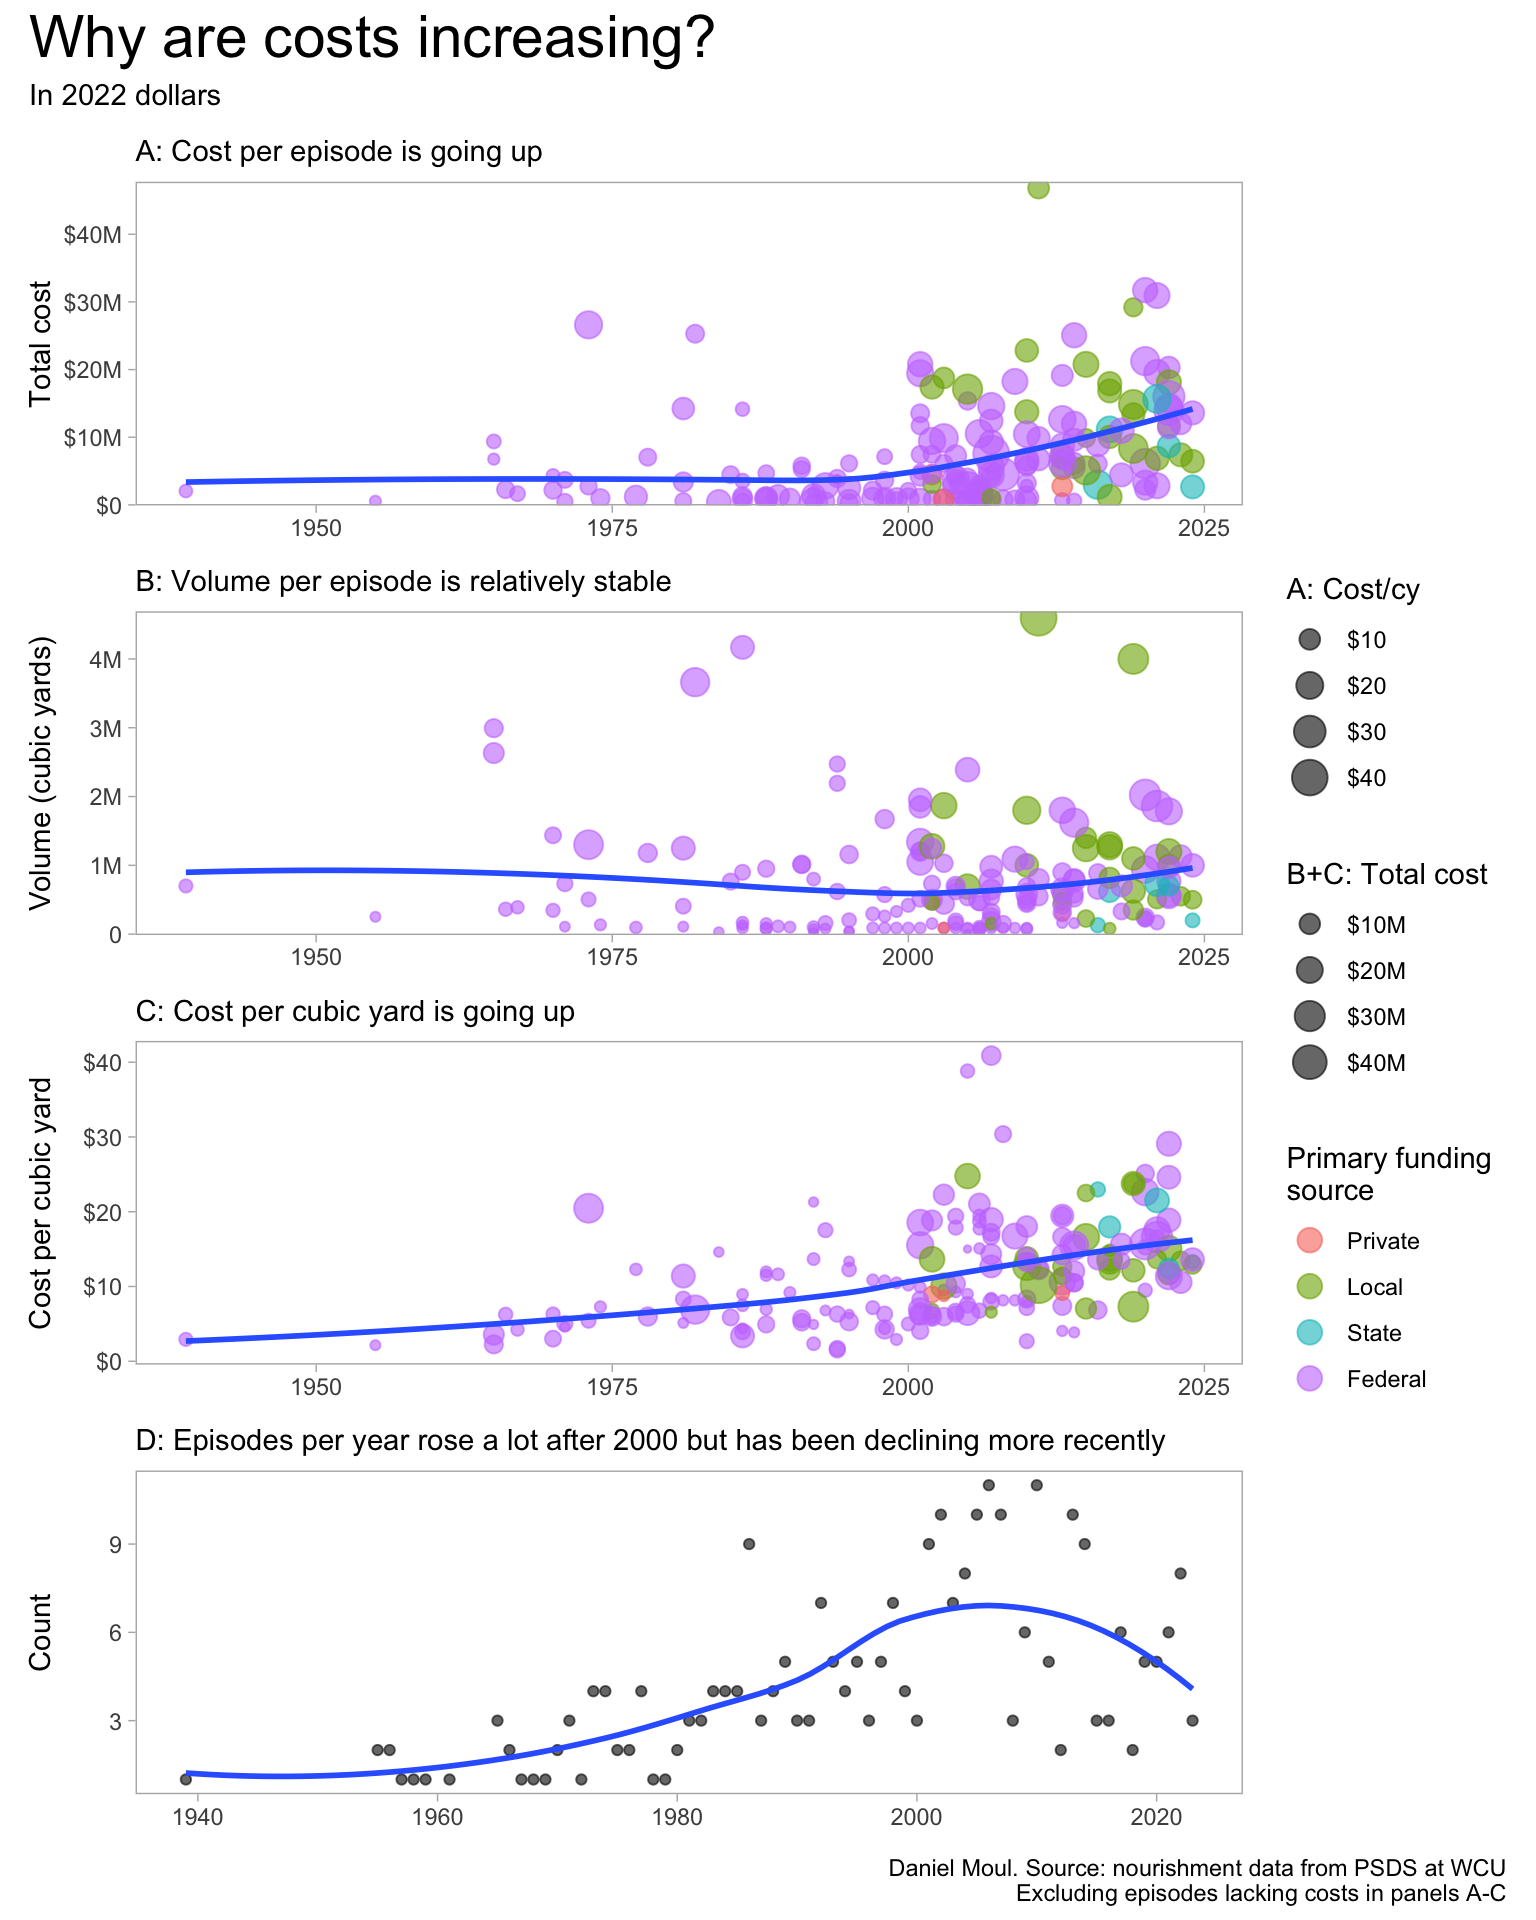 Why are costs increasing?
In 2022 dollars
A: Cost per episode is going up
Total cost
$40M
$30M
$20M
$10M
$0
1950 1975 2000 2025
B: Volume per episode is relatively stable
Volume (cubic yards)
4M
3M
2M
1M
0
1950 1975 2000 2025
C: Cost per cubic yard is going up
Cost per cubic yard
$40
$30
$20
$10
$0
1950 1975 2000 2025
D: Episodes per year rose a lot after 2000 but has been declining more recently
Count
9
6
3
1940 1960 1980 2000 2020
A: Cost/cy
$10
$20
$30
$40
B+C: Total cost
$10M
$20M
$30M
$40M
Primary funding
source
Private
Local
State
Federal
Daniel Moul. Source: nourishment data from PSDS at WCU
Excluding episodes lacking costs in panels A-C